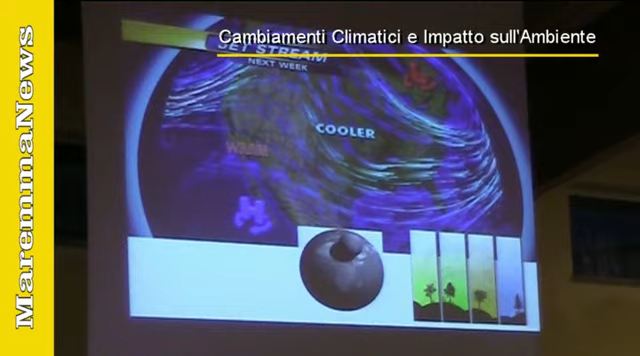 MaremmaNews
Cambiamenti Climatici e Impatto sull'Ambiente
JET STREAM
NEXT WEEK
COOLER
WARM